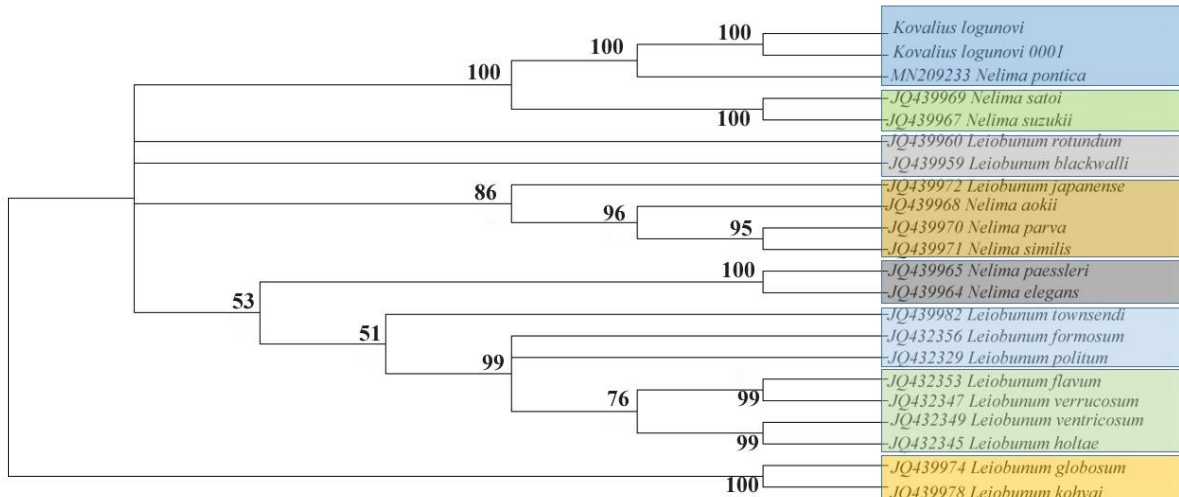 Kovalius logunovi
100
100
Kovalius logunovi 0001
100
MN209233 Nelima pontica
JQ439969 Nelima satoi
100
JQ439967 Nelima suzukii
JQ439960 Leiobunum rotundum
JQ439959 Leiobunum blackwalli
86
JQ439972 Leiobunum japanense
JQ439968 Nelima aokii
96
95
JQ439970 Nelima parva
JQ439971 Nelima similis
100
JQ439965 Nelima paessleri
53
JQ439964 Nelima elegans
JQ439982 Leiobunum townsendi
51
JQ432356 Leiobunum formosum
99
JQ432329 Leiobunum politum
JQ432353 Leiobunum flavum
99
JQ432347 Leiobunum verrucosum
76
JQ432349 Leiobunum ventricosum
99
JQ432345 Leiobunum holtae
JQ439974 Leiobunum globosum
100
JQ439978 Leiobunum kohyai